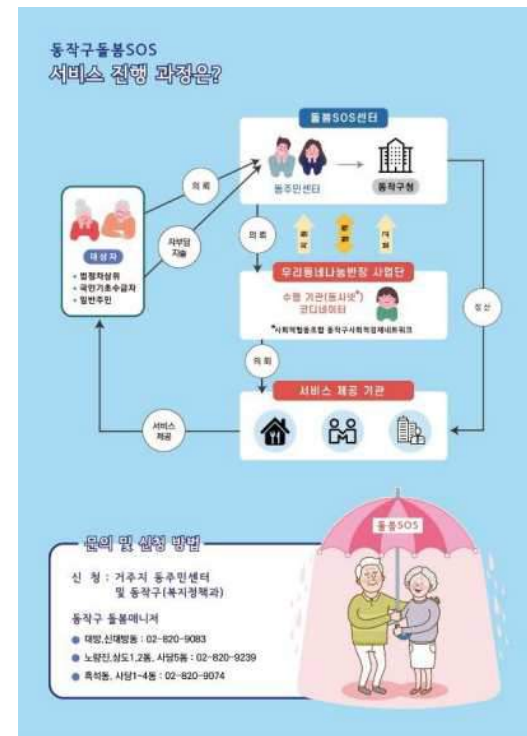 동작구돌봄SOS
서비스 진행 과정은?
돌봄SOS센터
동주민센터
동작구청
의뢰
자부담
지출
대상자
• 법정차상위
• 국민기초수급자
• 일반주민
의뢰
정산
우리동네나눔반장 사업단
수행 기관(동사넷*)
코디네이터
*사회적협동조합 동작구사회적경제네트워크
의뢰
서비스 제공 기관
서비스
제공
돌봄SOS
문의 및 신청 방법
신 청 : 거주지 동주민센터
및 동작구(복지정책과)
동작구 돌봄매니저
● 대방,신대방동 : 02-820-9083
● 노량진,상도1,2동, 사당5동 : 02-820-9239
● 흑석동, 사당1~4동 : 02-820-9074